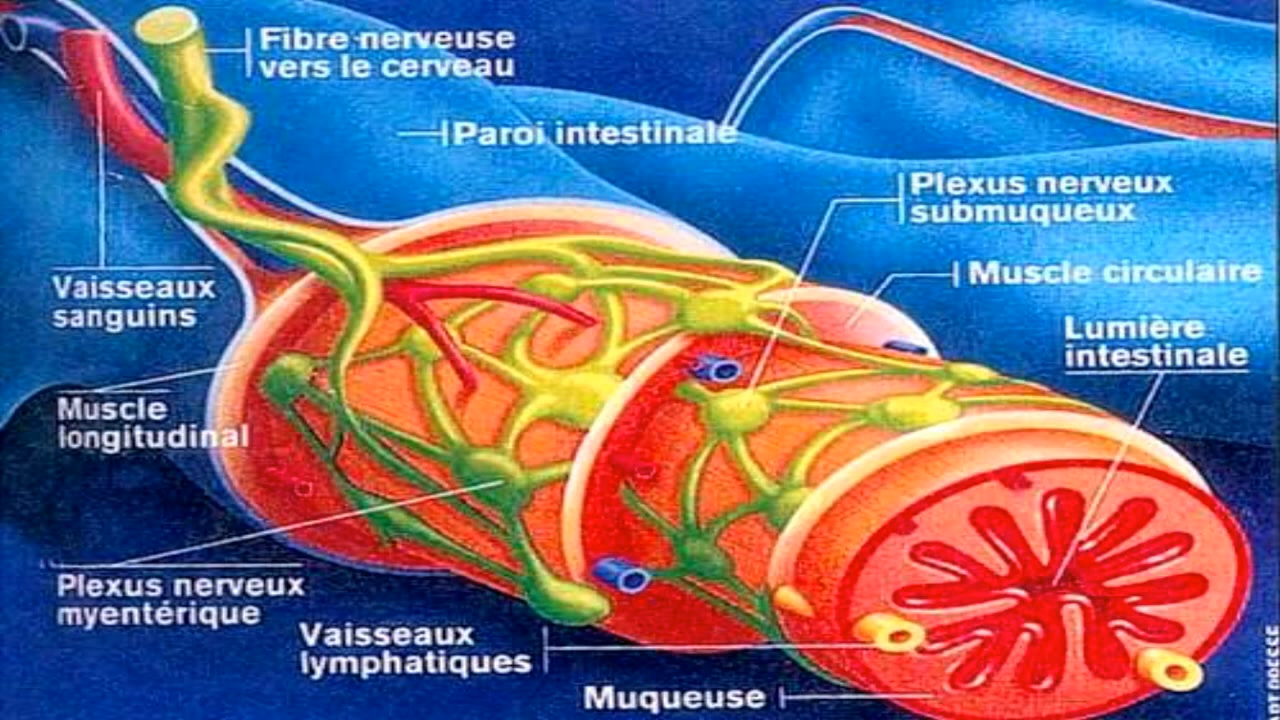 Fibre nerveuse
vers le cerveau
Paroi intestinale
Plexus nerveux
submuqueux
Muscle circulaire
Vaisseaux
sanguins
Lumière
intestinale
Muscle
longitudinal
Plexus nerveux
myentérique
Vaisseaux
lymphatiques
Muqueuse